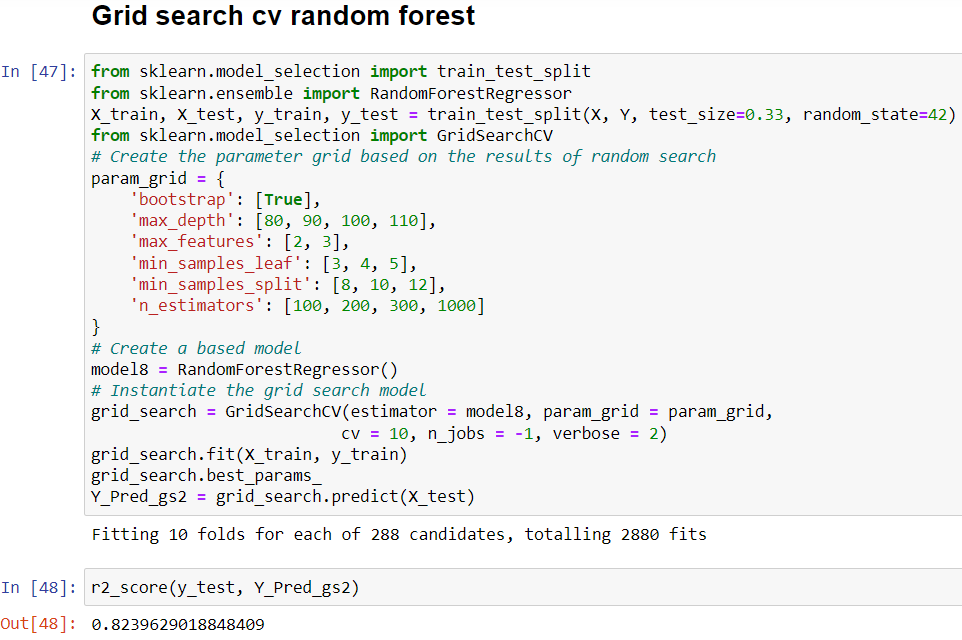 Grid search cv random forest
In [47]: from sklearn.model_selection import train_test_split
from sklearn.ensemble import RandomForestRegressor
X_train, X_test, y_train, y_test = train_test_split(X, Y, test_size=0.33, random_state=42)
from sklearn.model_selection import GridSearchCV
# Create the parameter grid based on the results of random search
param_grid = {
    'bootstrap': [True],
    'max_depth': [80, 90, 100, 110],
    'max_features': [2, 3],
    'min_samples_leaf': [3, 4, 5],
    'min_samples_split': [8, 10, 12],
    'n_estimators': [100, 200, 300, 1000]
}
# Create a based model
model8 = RandomForestRegressor()
# Instantiate the grid search model
grid_search = GridSearchCV(estimator = model8, param_grid = param_grid,
                          cv = 10, n_jobs = -1, verbose = 2)
grid_search.fit(X_train, y_train)
grid_search.best_params_
Y_Pred_gs2 = grid_search.predict(X_test)
Fitting 10 folds for each of 288 candidates, totalling 2880 fits
In [48]: r2_score(y_test, Y_Pred_gs2)
Out[48]: 0.8239629018848409